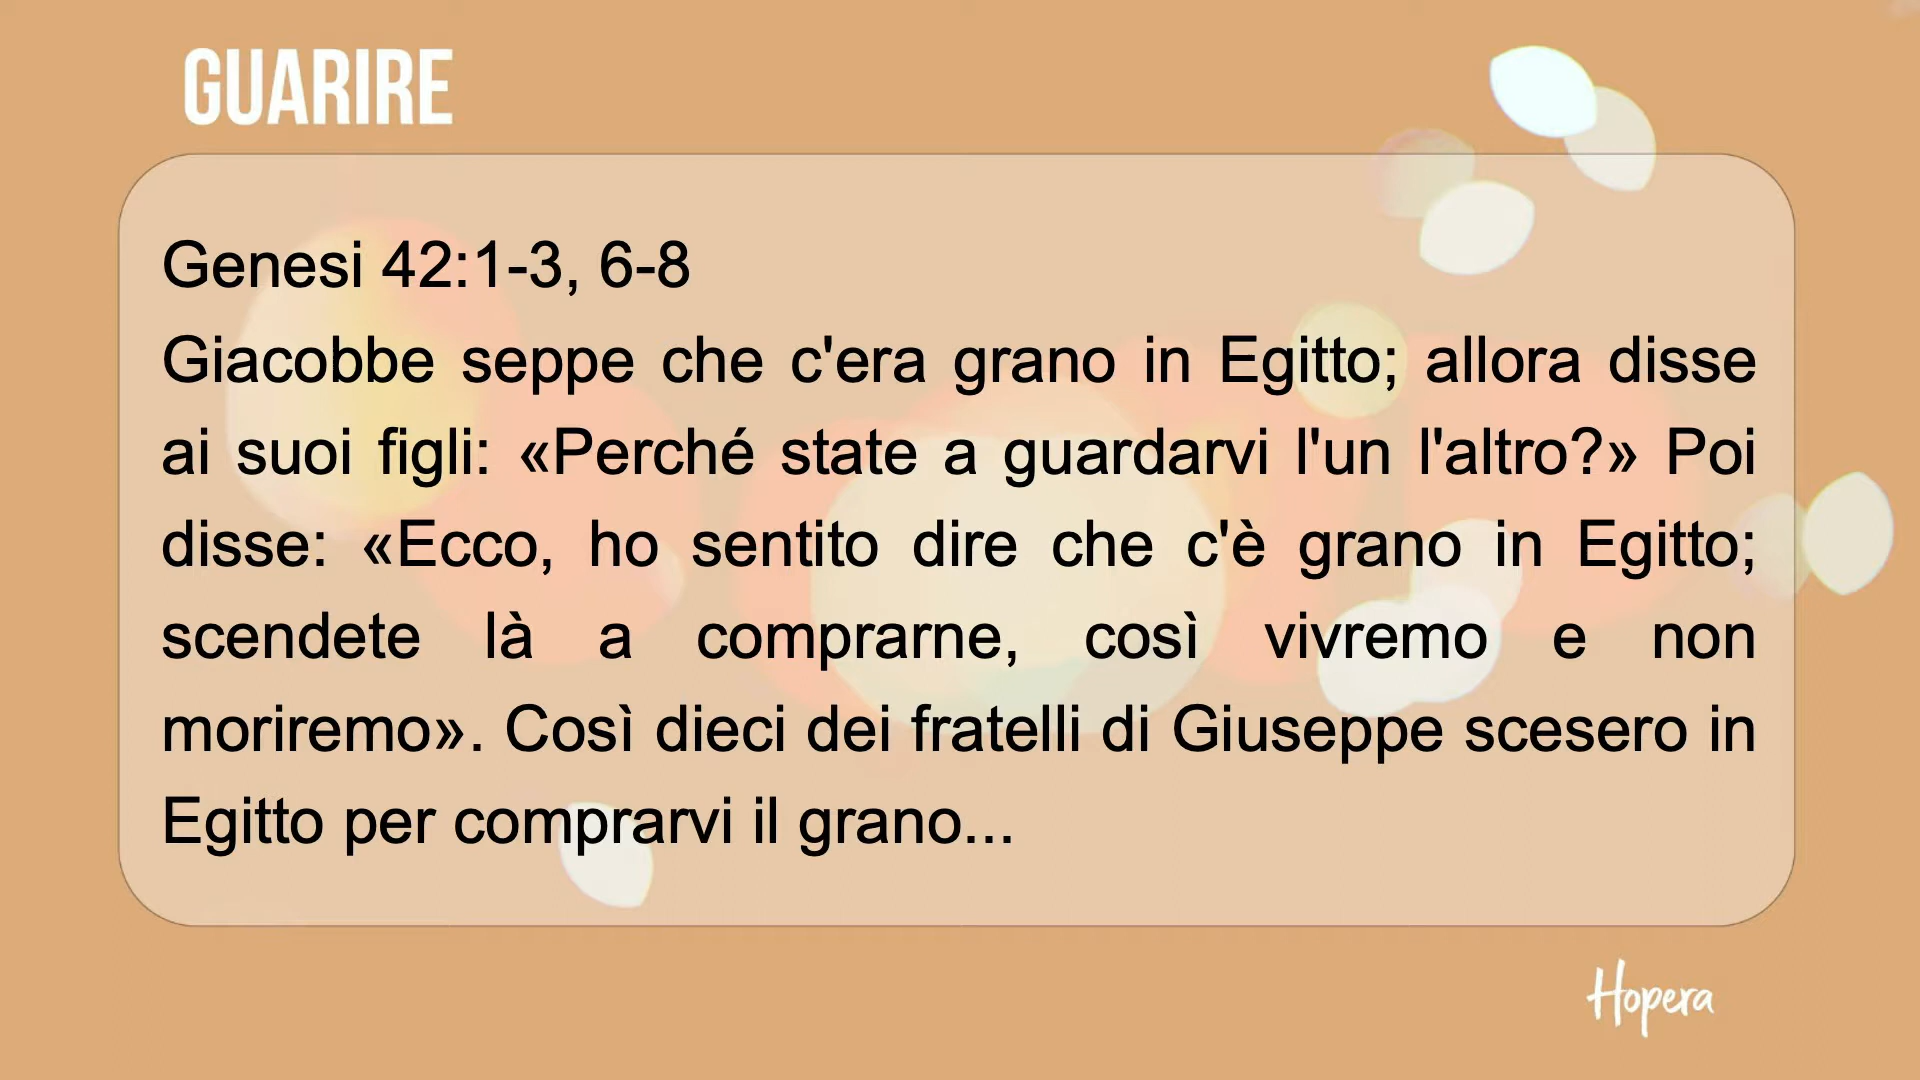 GUARIRE
Genesi 42:1-3, 6-8
Giacobbe seppe che c'era grano in Egitto; allora disse
ai suoi figli: «Perché state a guardarvi l'un l'altro?» Poi
disse: «Ecco, ho sentito dire che c'è grano in Egitto;
scendete là a comprarne, così vivremo e non
moriremo». Così dieci dei fratelli di Giuseppe scesero in
Egitto per comprarvi il grano...
Hopera